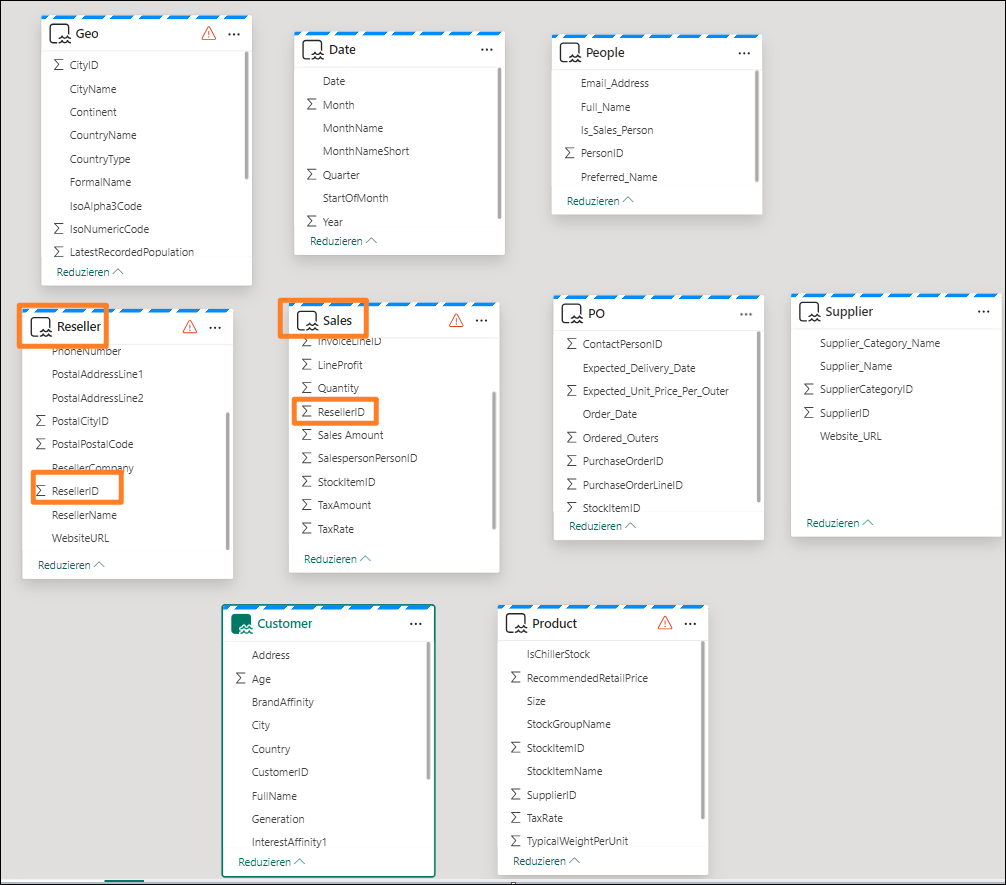 Geo
CityID
CityName
Continent
CountryName
CountryType
FormalName
IsoAlpha3Code
IsoNumericCode
LatestRecordedPopulation
Reduzieren
Date
Date
Month
MonthName
MonthNameShort
Quarter
StartOfMonth
Year
Reduzieren
People
Email_Address
Full_Name
Is_Sales_Person
PersonID
Preferred_Name
Reduzieren
Reseller
PhoneNumber
PostalAddressLine1
PostalAddressLine2
PostalCityID
PostalPostalCode
ResellerCompany
ResellerID
ResellerName
WebsiteURL
Reduzieren
Sales
InvoiceLineID
LineProfit
Quantity
ResellerID
Sales Amount
SalespersonPersonID
StockItemID
TaxAmount
TaxRate
Reduzieren
PO
ContactPersonID
Expected_Delivery_Date
Expected_Unit_Price_Per_Outer
Order_Date
Ordered_Outers
PurchaseOrderID
PurchaseOrderLineID
StockItemID
Reduzieren
Supplier
Supplier_Category_Name
Supplier_Name
SupplierCategoryID
SupplierID
Website_URL
Reduzieren
Customer
Address
Age
BrandAffinity
City
Country
CustomerID
FullName
Generation
InterestAffinity1
Reduzieren
Product
IsChillerStock
RecommendedRetailPrice
Size
StockGroupName
StockItemID
StockItemName
SupplierID
TaxRate
TypicalWeightPerUnit
Reduzieren